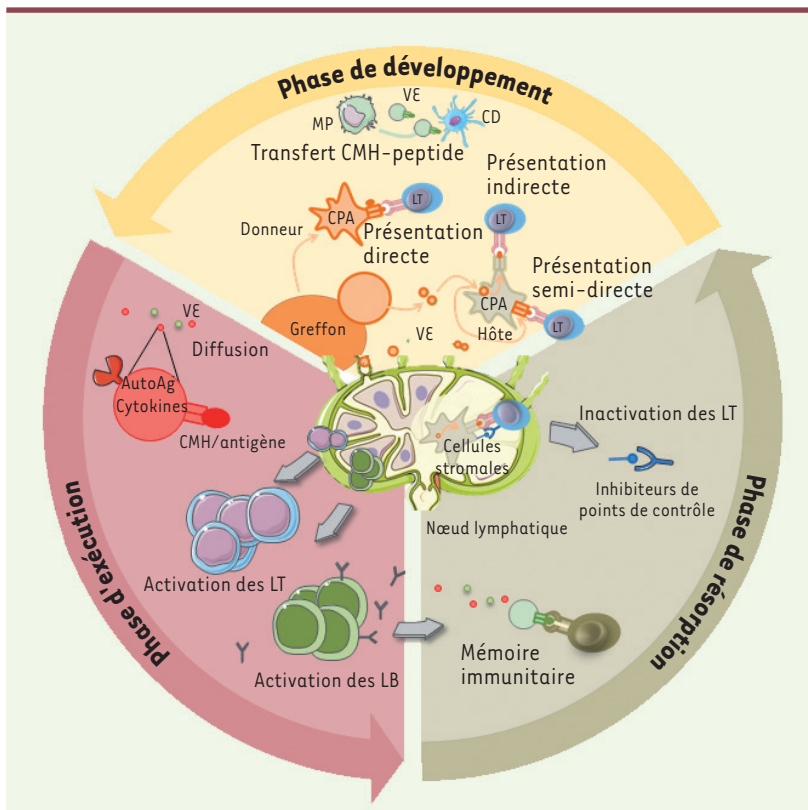 Phase de développement
VE
MP
CD
Transfert CMH-peptide
Présentation
indirecte
LT
LT
CPA
Donneur
Présentation
directe
Présentation
semi-directe
CPA
Greffon
VE
Hôte
LT
VE
Diffusion
AutoAg
Cytokines
CMH/antigène
Cellules
stromales
Inactivation des LT
Inhibiteurs de
points de contrôle
Nœud lymphatique
Activation des LT
Activation des LB
Mémoire
immunitaire
Phase d'exécution
Phase de résorption